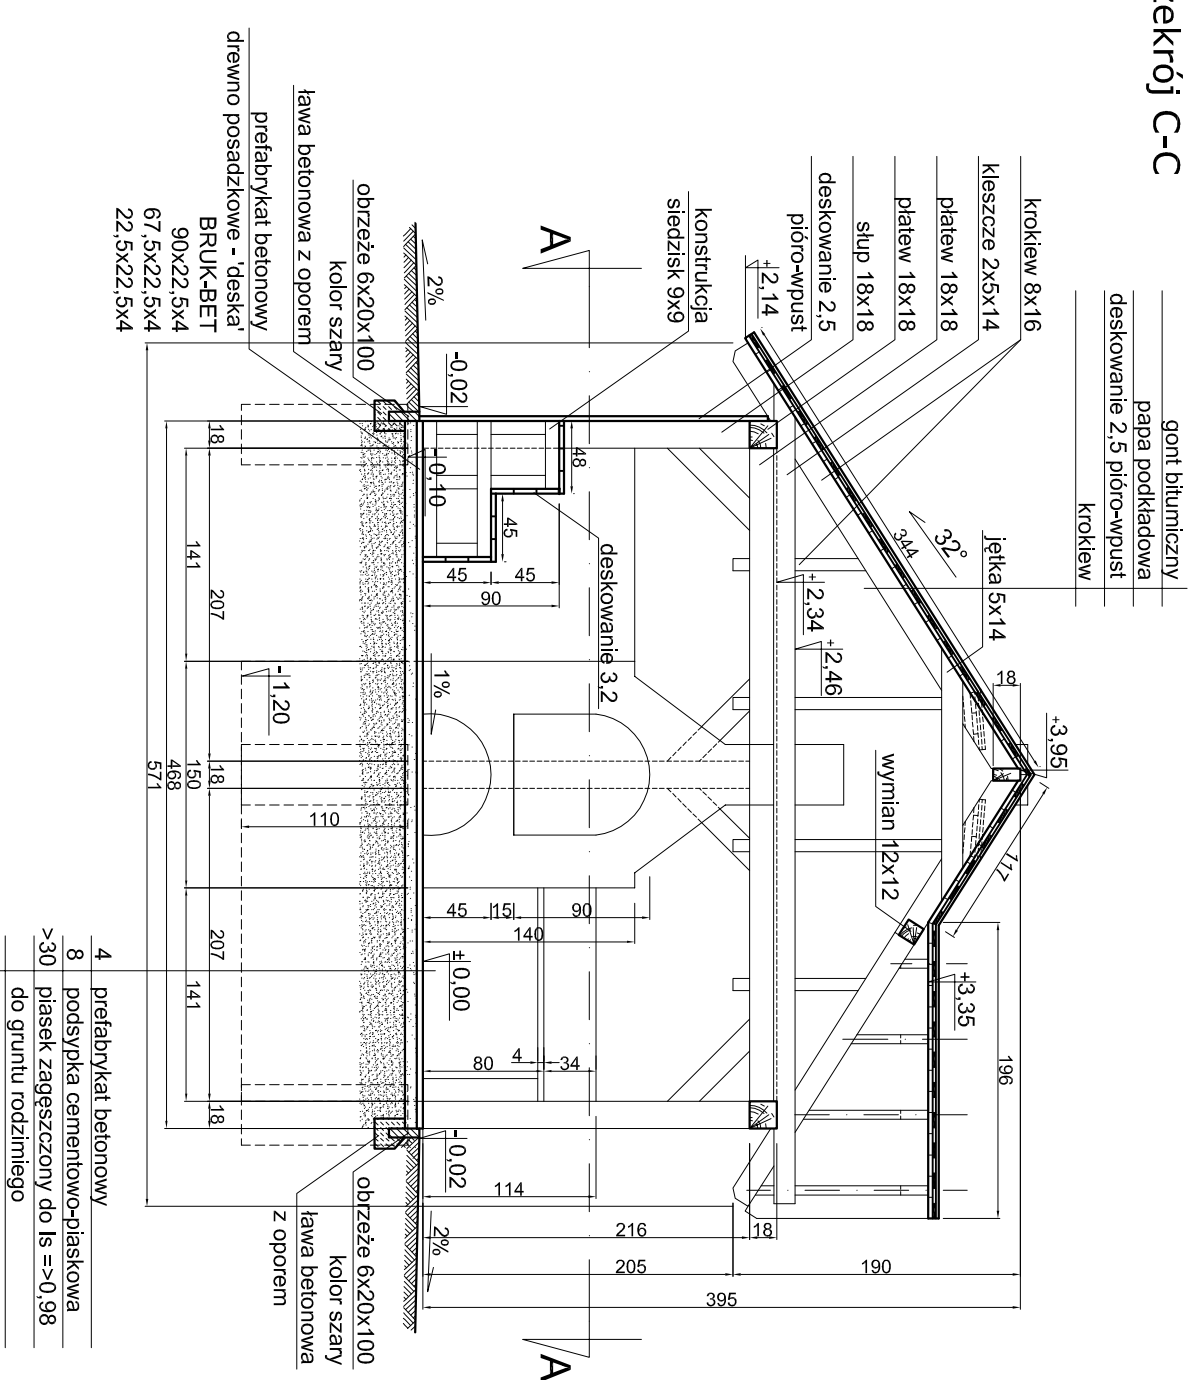 zekrój C-C
gont bitumiczny
papa podkładowa
deskowanie 2,5 pióro-wpust
krokiew
krokiew 8x16
kleszcze 2x5x14
płatew 18x18
płatew 18x18
słup 18x18
deskowanie 2,5
pióro-wpust
konstrukcja
siedzisk 9x9
jętka 5x14
32°
344
18
+3,95
117
wymian 12x12
+3,35
196
+2,14
+2,34
+2,46
A
A
48
45
45
45
90
deskowanie 3,2
45
15
90
140
80
4
34
114
216
18
205
190
395
2%
-0,02
-0,10
1%
±0,00
-0,02
2%
obrzeże 6x20x100
kolor szary
ława betonowa z oporem
prefabrykat betonowy
drewno posadzkowe - 'deska'
BRUK-BET
90x22,5x4
67,5x22,5x4
22,5x22,5x4
obrzeże 6x20x100
kolor szary
ława betonowa
z oporem
-1,20
110
18
207
18
207
18
141
150
141
468
571
4 prefabrykat betonowy
8 podsypka cementowo-piaskowa
>30 piasek zagęszczony do Is =>0,98
do gruntu rodzimego